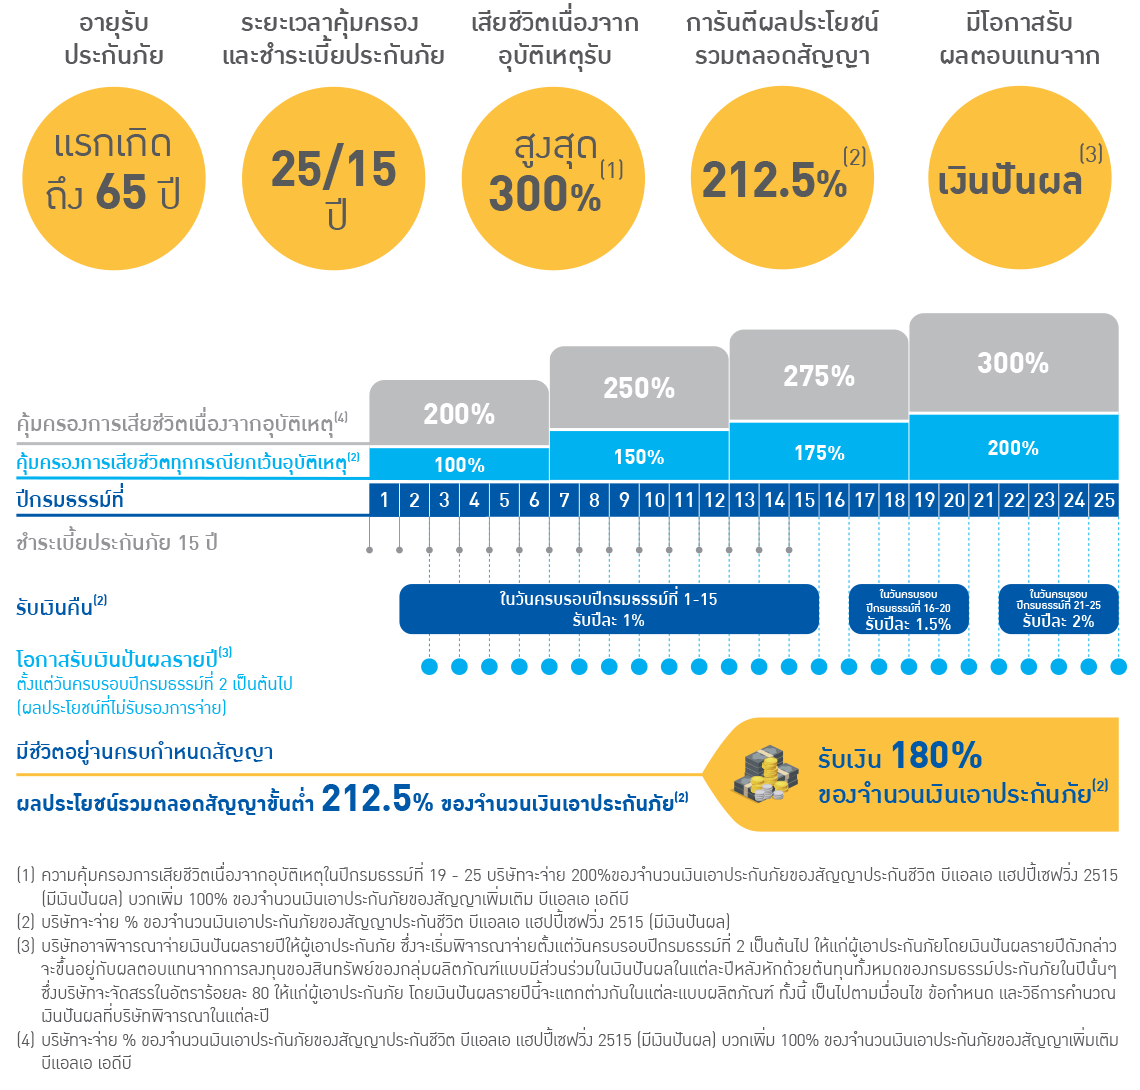 อายุรับ
ประกันภัย
แรกเกิด
ถึง 65 ปี
ระยะเวลาคุ้มครอง
และชำระเบี้ยประกันภัย
25/15
ปี
เสียชีวิตเนื่องจาก
อุบัติเหตุรับ
สูงสุด
300%(1)
การันตีผลประโยชน์
รวมตลอดสัญญา
212.5%(2)
มีโอกาสรับ
ผลตอบแทนจาก
เงินปันผล(3)
คุ้มครองการเสียชีวิตเนื่องจากอุบัติเหตุ(4) 200% 250% 275% 300%
คุ้มครองการเสียชีวิตทุกกรณียกเว้นอุบัติเหตุ(2) 100% 150% 175% 200%
ปีกรมธรรม์ที่ 1 2 3 4 5 6 7 8 9 10 11 12 13 14 15 16 17 18 19 20 21 22 23 24 25
ชำระเบี้ยประกันภัย 15 ปี
รับเงินคืน(2)
ในวันครบรอบปีกรมธรรม์ที่ 1-15
รับปีละ 1%
ในวันครบรอบ
ปีกรมธรรม์ที่ 16-20
รับปีละ 1.5%
ในวันครบรอบ
ปีกรมธรรม์ที่ 21-25
รับปีละ 2%
โอกาสรับเงินปันผลรายปี(3)
ตั้งแต่วันครบรอบปีกรมธรรม์ที่ 2 เป็นต้นไป
(ผลประโยชน์ที่ไม่รับรองการจ่าย)
มีชีวิตอยู่จนครบกำหนดสัญญา
ผลประโยชน์รวมตลอดสัญญาขั้นต่ำ 212.5% ของจำนวนเงินเอาประกันภัย(2)
รับเงิน 180%
ของจำนวนเงินเอาประกันภัย(2)
(1) ความคุ้มครองการเสียชีวิตเนื่องจากอุบัติเหตุในปีกรมธรรม์ที่ 19 - 25 บริษัทจะจ่าย 200%ของจำนวนเงินเอาประกันภัยของสัญญาประกันชีวิต บีแอลเอ แฮปปี้เซฟวิ่ง 2515
(มีเงินปันผล) บวกเพิ่ม 100% ของจำนวนเงินเอาประกันภัยของสัญญาเพิ่มเติม บีแอลเอ เอดีบี
(2) บริษัทจะจ่าย % ของจำนวนเงินเอาประกันภัยของสัญญาประกันชีวิต บีแอลเอ แฮปปี้เซฟวิ่ง 2515 (มีเงินปันผล)
(3) บริษัทอาจพิจารณาจ่ายเงินปันผลรายปีให้ผู้เอาประกันภัย ซึ่งจะเริ่มพิจารณาจ่ายตั้งแต่วันครบรอบปีกรมธรรม์ที่ 2 เป็นต้นไป ให้แก่ผู้เอาประกันภัยโดยเงินปันผลรายปีดังกล่าว
จะขึ้นอยู่กับผลตอบแทนจากการลงทุนของสินทรัพย์ของกลุ่มผลิตภัณฑ์แบบมีส่วนร่วมในเงินปันผลในแต่ละปีหลังหักด้วยต้นทุนทั้งหมดของกรมธรรม์ประกันภัยในปีนั้นๆ
ซึ่งบริษัทจะจัดสรรในอัตราร้อยละ 80 ให้แก่ผู้เอาประกันภัย โดยเงินปันผลรายปีนี้จะแตกต่างกันในแต่ละแบบผลิตภัณฑ์ ทั้งนี้ เป็นไปตามเงื่อนไข ข้อกำหนด และวิธีการคำนวณ
เงินปันผลที่บริษัทพิจารณาในแต่ละปี
(4) บริษัทจะจ่าย % ของจำนวนเงินเอาประกันภัยของสัญญาประกันชีวิต บีแอลเอ แฮปปี้เซฟวิ่ง 2515 (มีเงินปันผล) บวกเพิ่ม 100% ของจำนวนเงินเอาประกันภัยของสัญญาเพิ่มเติม
บีแอลเอ เอดีบี